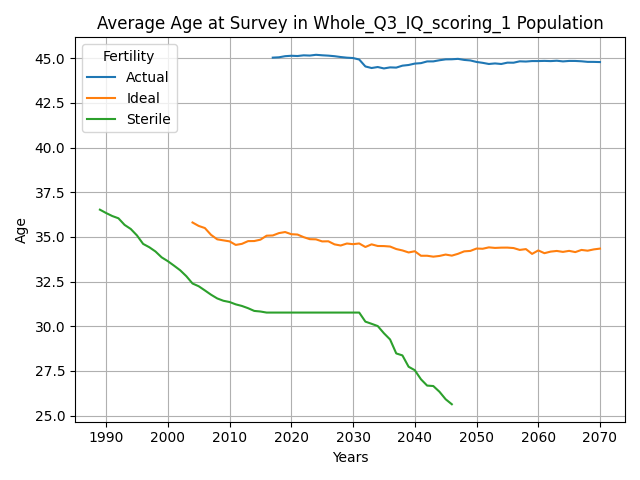 Average Age at Survey in Whole_Q3_IQ_scoring_1 Population
Fertility
Actual
Ideal
Sterile
Age
45.0
42.5
40.0
37.5
35.0
32.5
30.0
27.5
25.0
1990 2000 2010 2020 2030 2040 2050 2060 2070
Years